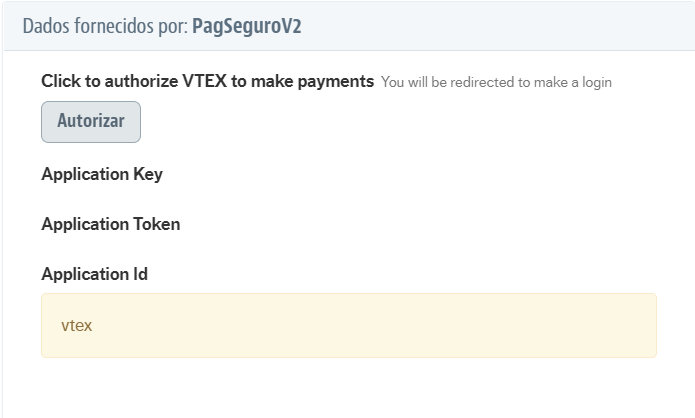 Dados fornecidos por: PagSeguroV2
Click to authorize VTEX to make payments You will be redirected to make a login
Autorizar
Application Key
Application Token
Application Id
vtex